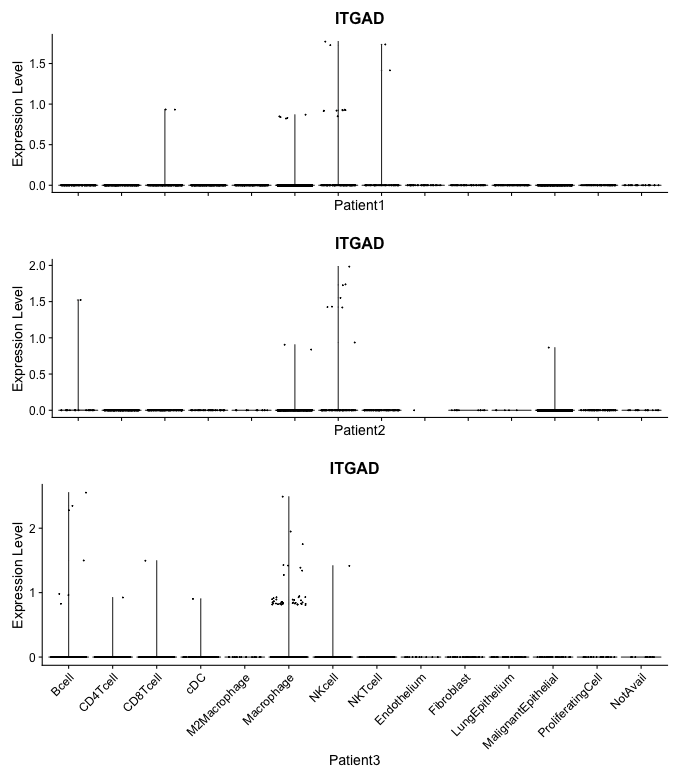 ITGAD
Expression Level
1.5
1.0
0.5
0.0
Patient1
ITGAD
Expression Level
2.0
1.5
1.0
0.5
0.0
Patient2
ITGAD
Expression Level
2
1
0
Bcell
CD4Tcell
CD8Tcell
cDC
M2Macrophage
Macrophage
NKcell
NKTcell
Endothelium
Fibroblast
LungEpithelium
MalignantEpithelial
ProliferatingCell
NotAvail
Patient3